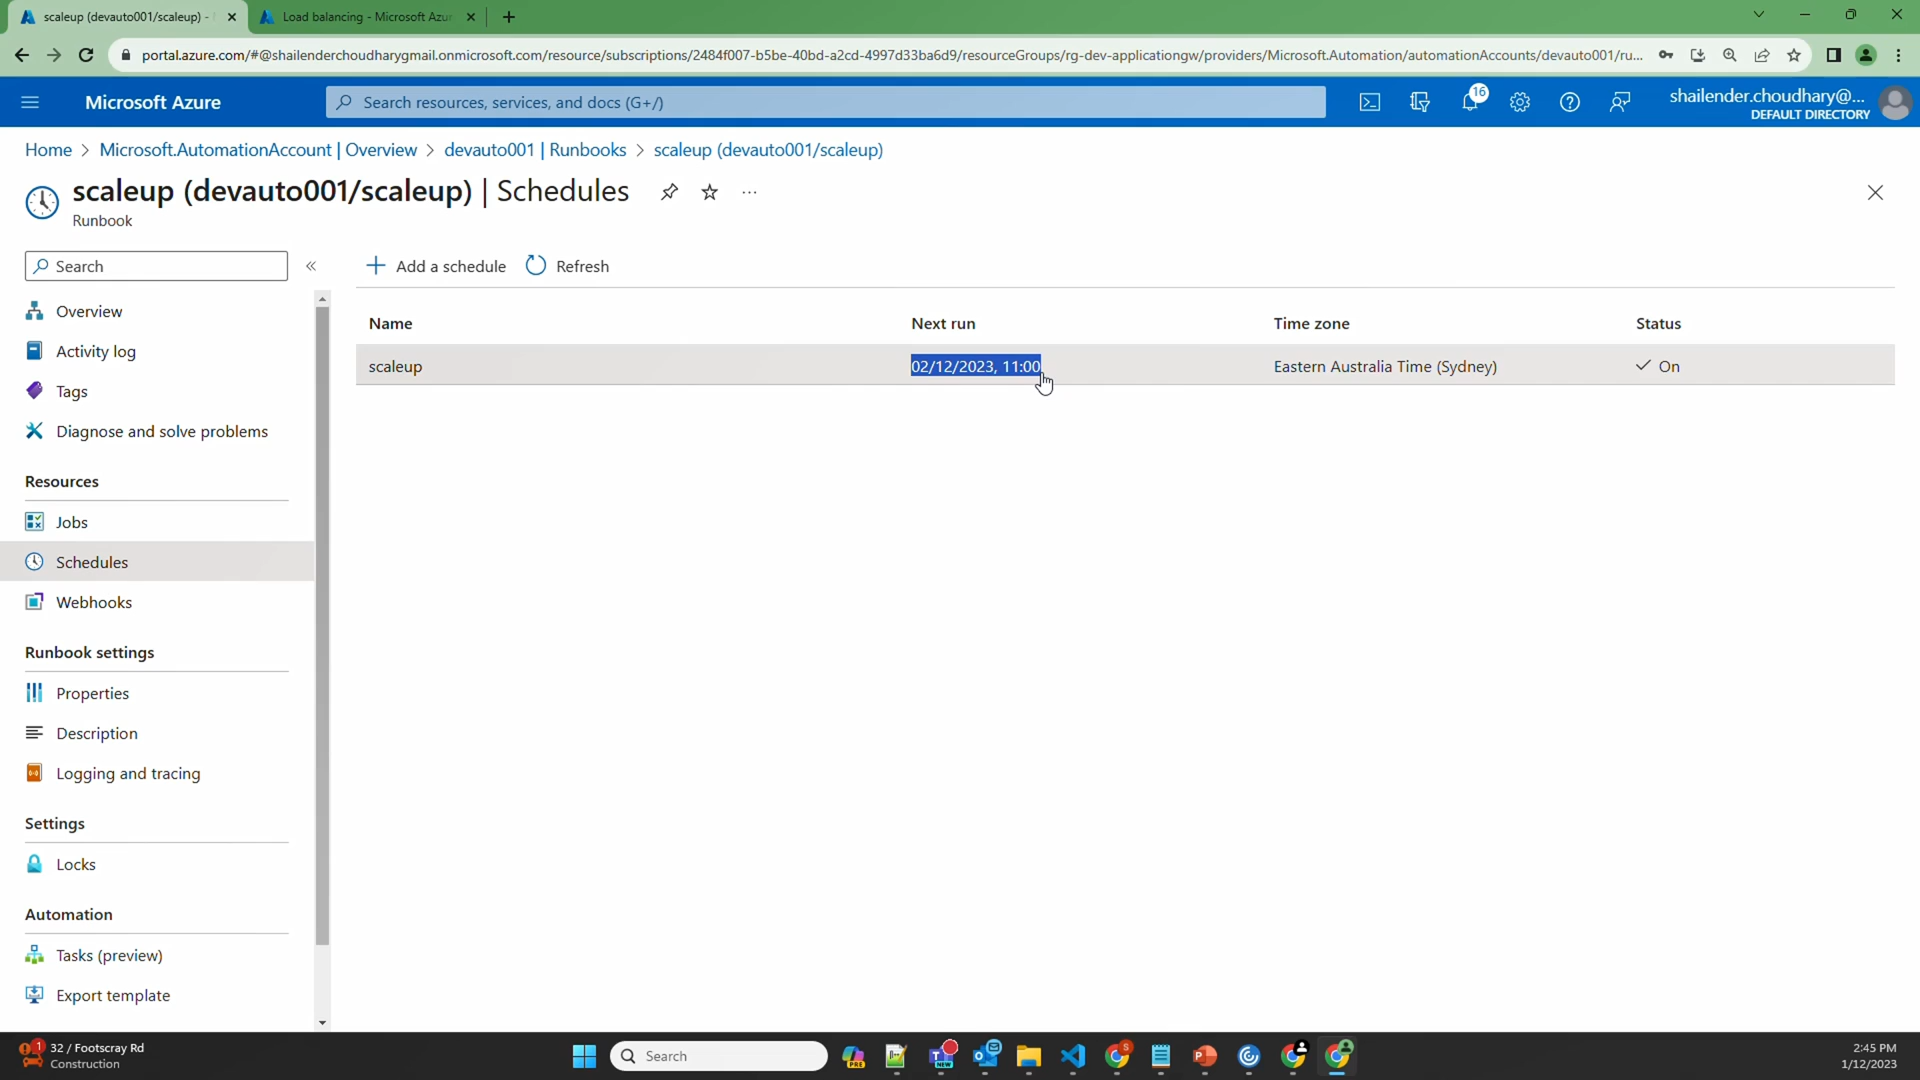 scaleup (devauto001/scaleup) -
Load balancing - Microsoft Azu
portal.azure.com/#@shailenderchoudharygmail.onmicrosoft.com/resource/subscriptions/2484f007-b5be-40bd-a2cd-4997d33ba6d9/resourceGroups/rg-dev-applicationgw/providers/Microsoft.Automation/automationAccounts/devauto001/ru...
Microsoft Azure
Search resources, services, and docs (G+/)
16
shailender.choudhary@...
DEFAULT DIRECTORY
Home > Microsoft.AutomationAccount | Overview > devauto001 | Runbooks > scaleup (devauto001/scaleup)
scaleup (devauto001/scaleup) | Schedules
Runbook
Search
Add a schedule
Refresh
Name
Next run
Time zone
Status
scaleup
02/12/2023, 11:00
Eastern Australia Time (Sydney)
On
Overview
Activity log
Tags
Diagnose and solve problems
Resources
Jobs
Schedules
Webhooks
Runbook settings
Properties
Description
Logging and tracing
Settings
Locks
Automation
Tasks (preview)
Export template
1
32 / Footscray Rd
Construction
Search
PRE
NEW
S
2:45 PM
1/12/2023